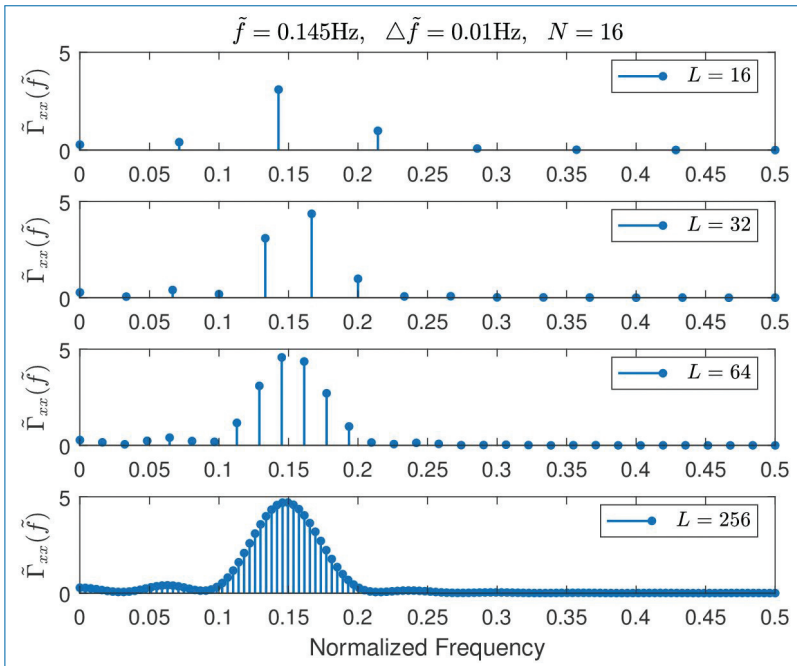 f̃ = 0.145Hz, △f̃ = 0.01Hz, N = 16
5
0
Γ̃xx(f̃)
L = 16
0 0.05 0.1 0.15 0.2 0.25 0.3 0.35 0.4 0.45 0.5
5
0
Γ̃xx(f̃)
L = 32
0 0.05 0.1 0.15 0.2 0.25 0.3 0.35 0.4 0.45 0.5
5
0
Γ̃xx(f̃)
L = 64
0 0.05 0.1 0.15 0.2 0.25 0.3 0.35 0.4 0.45 0.5
5
0
Γ̃xx(f̃)
L = 256
0 0.05 0.1 0.15 0.2 0.25 0.3 0.35 0.4 0.45 0.5
Normalized Frequency